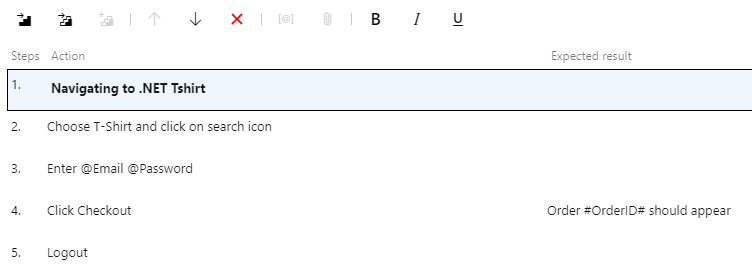 [@] B I U
Steps Action Expected result
1. Navigating to .NET Tshirt
2. Choose T-Shirt and click on search icon
3. Enter @Email @Password
4. Click Checkout Order #OrderID# should appear
5. Logout